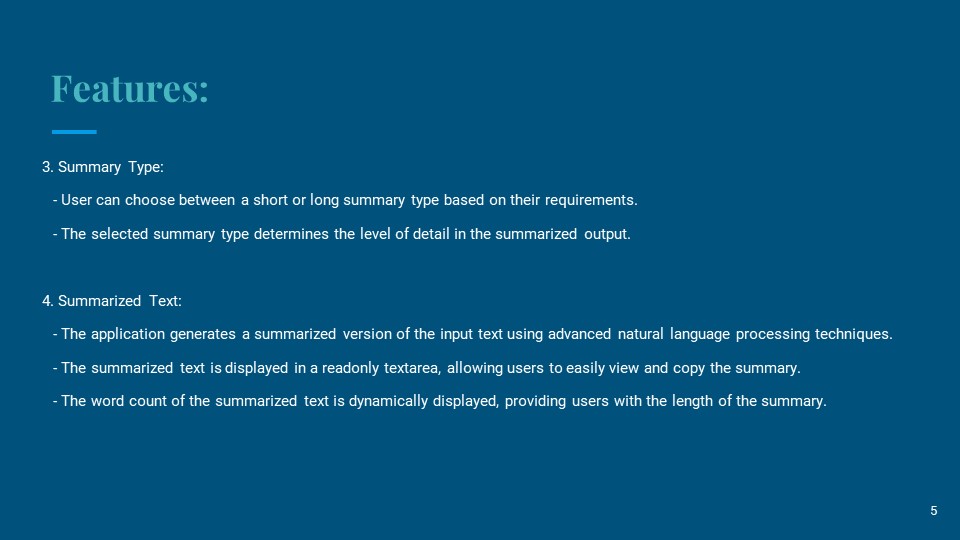 Features:
3. Summary Type:
- User can choose between a short or long summary type based on their requirements.
- The selected summary type determines the level of detail in the summarized output.
4. Summarized Text:
- The application generates a summarized version of the input text using advanced natural language processing techniques.
- The summarized text is displayed in a readonly textarea, allowing users to easily view and copy the summary.
- The word count of the summarized text is dynamically displayed, providing users with the length of the summary.
5